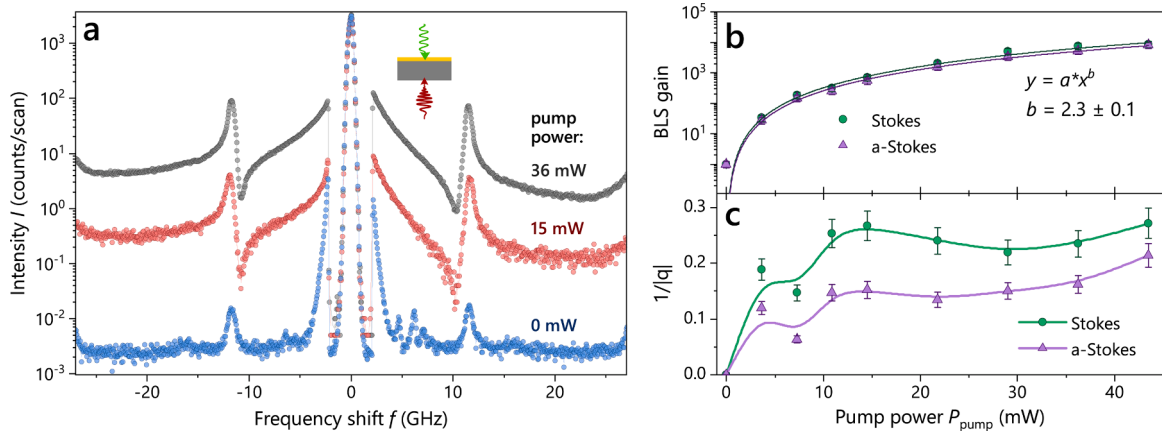 a
10³
10²
10¹
10⁰
10⁻¹
10⁻²
10⁻³
-20
-10
0
10
20
Intensity I (counts/scan)
Frequency shift f (GHz)
pump
power:
36 mW
15 mW
0 mW
b
10⁵
10³
10¹
BLS gain
y = a*xᵇ
b = 2.3 ± 0.1
Stokes
a-Stokes
c
0.3
0.2
0.1
0.0
1/|q|
Stokes
a-Stokes
0
10
20
30
40
Pump power Ppump (mW)